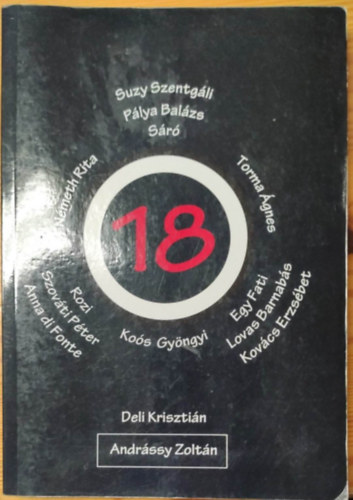 Suzy Szentgáli
Pálya Balázs
Sáró
Németh Rita
Torma Ágnes
18
Rozi
Szováti Péter
Anna di Fonte
Koós Gyöngyi
Egy Fati
Lovas Barnabás
Kovács Erzsébet
Deli Krisztián
Andrássy Zoltán